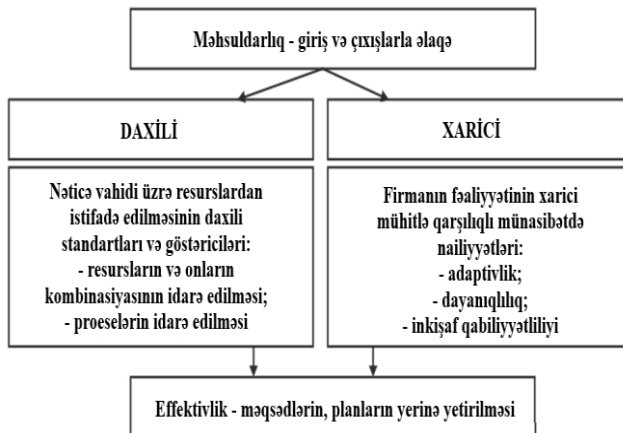 Məhsuldarlıq - giriş və çıxışlarla əlaqə
DAXİLİ
Nəticə vahidi üzrə resurslardan
istifadə edilməsinin daxili
standartları və göstəriciləri:
- resursların və onların
kombinasiyasının idarə edilməsi;
- proeselərin idarə edilməsi
XARİCİ
Firmanın fəaliyyətinin xarici
mühitlə qarşılıqlı münasibətdə
nailiyyətləri:
- adaptivlik;
- dayanıqlılıq;
- inkişaf qabiliyyətliliyi
Effektivlik - məqsədlərin, planların yerinə yetirilməsi